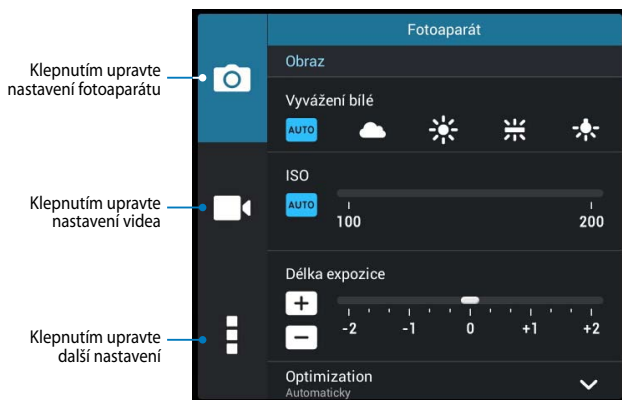 Fotoaparát
Obraz
Klepnutím upravte
nastavení fotoaparátu
Vyvážení bílé
AUTO
ISO
AUTO
100 200
Klepnutím upravte
nastavení videa
Délka expozice
+
−
-2 -1 0 +1 +2
Klepnutím upravte
další nastavení
Optimization
Automaticky